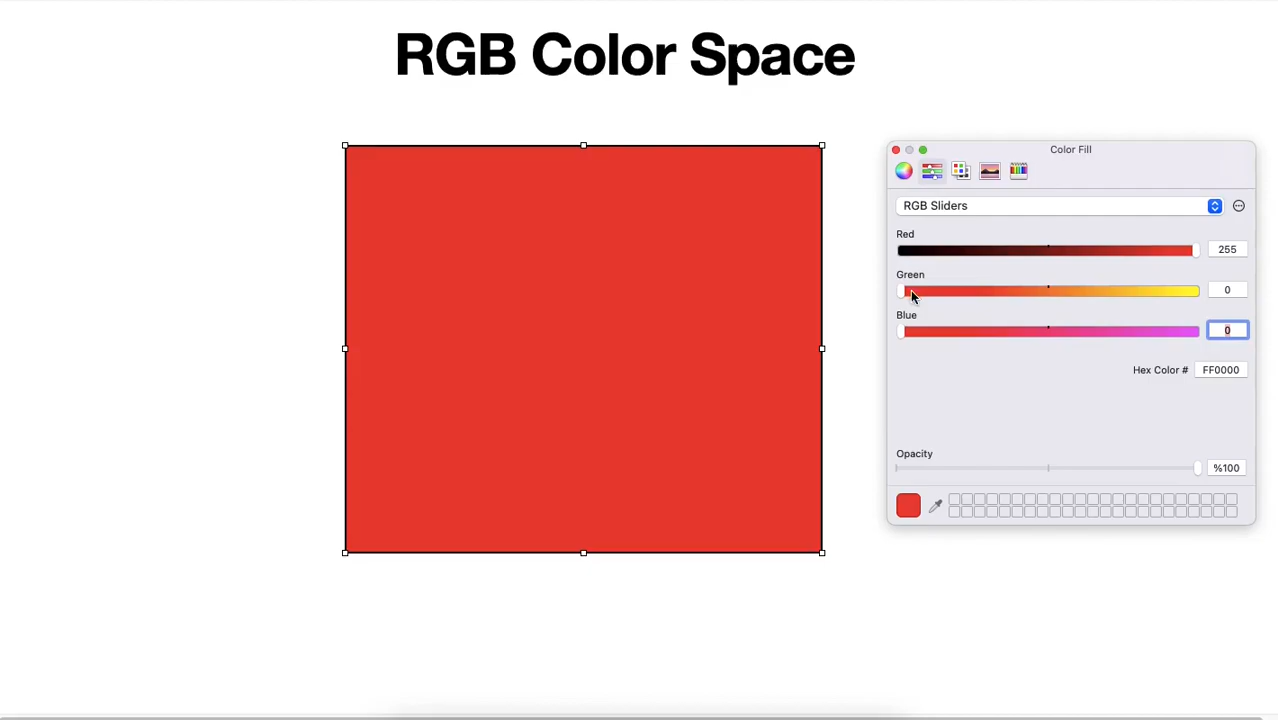 RGB Color Space
Color Fill
RGB Sliders
Red
255
Green
0
Blue
0
Hex Color # FF0000
Opacity
%100